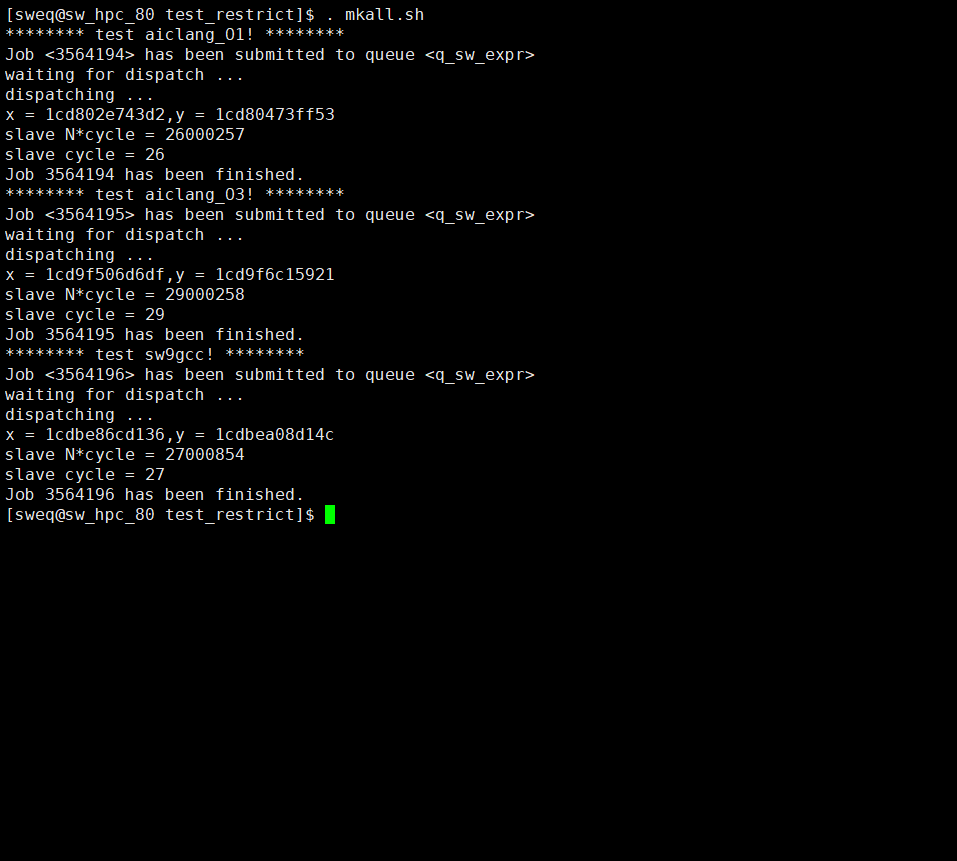 [sweq@sw_hpc_80 test_restrict]$ . mkall.sh
******** test aiclang_O1! ********
Job <3564194> has been submitted to queue <q_sw_expr>
waiting for dispatch ...
dispatching ...
x = 1cd802e743d2,y = 1cd80473ff53
slave N*cycle = 26000257
slave cycle = 26
Job 3564194 has been finished.
******** test aiclang_O3! ********
Job <3564195> has been submitted to queue <q_sw_expr>
waiting for dispatch ...
dispatching ...
x = 1cd9f506d6df,y = 1cd9f6c15921
slave N*cycle = 29000258
slave cycle = 29
Job 3564195 has been finished.
******** test sw9gcc! ********
Job <3564196> has been submitted to queue <q_sw_expr>
waiting for dispatch ...
dispatching ...
x = 1cdbe86cd136,y = 1cdbea08d14c
slave N*cycle = 27000854
slave cycle = 27
Job 3564196 has been finished.
[sweq@sw_hpc_80 test_restrict]$